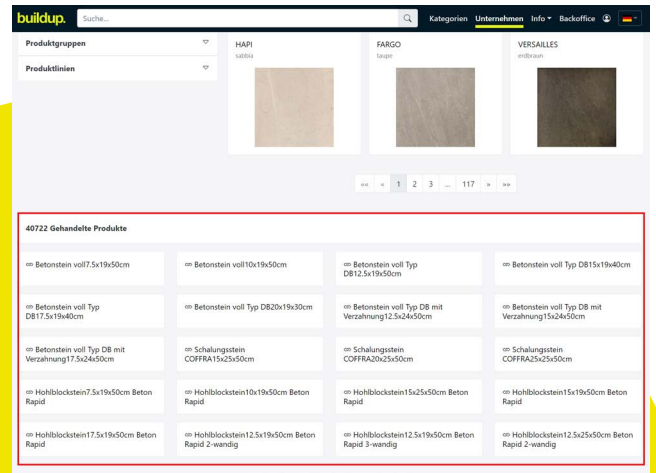 buildup. Suche... Kategorien Unternehmen Info Backoffice
Produktgruppen
Produktlinien
HAPI
sabbia
FARGO
taupe
VERSAILLES
erdbraun
«« « 1 2 3 ... 117 » »»
40722 Gehandelte Produkte
Betonstein voll7.5x19x50cm
Betonstein voll10x19x50cm
Betonstein voll Typ
DB12.5x19x50cm
Betonstein voll Typ DB15x19x40cm
Betonstein voll Typ
DB17.5x19x40cm
Betonstein voll Typ DB20x19x30cm
Betonstein voll Typ DB mit
Verzahnung12.5x24x50cm
Betonstein voll Typ DB mit
Verzahnung15x24x50cm
Betonstein voll Typ DB mit
Verzahnung17.5x24x50cm
Schalungsstein
COFFRA15x25x50cm
Schalungsstein
COFFRA20x25x50cm
Schalungsstein
COFFRA25x25x50cm
Hohlblockstein7.5x19x50cm Beton
Rapid
Hohlblockstein10x19x50cm Beton
Rapid
Hohlblockstein15x25x50cm Beton
Rapid
Hohlblockstein15x19x50cm Beton
Rapid
Hohlblockstein17.5x19x50cm Beton
Rapid
Hohlblockstein12.5x19x50cm Beton
Rapid 2-wandig
Hohlblockstein12.5x19x50cm Beton
Rapid 3-wandig
Hohlblockstein12.5x25x50cm Beton
Rapid 2-wandig